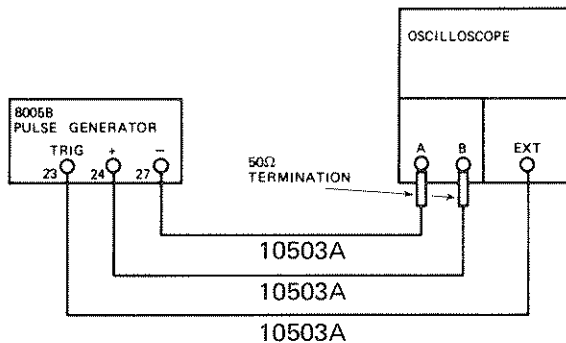 OSCILLOSCOPE
8005B
PULSE GENERATOR
TRIG + −
23 24 27
A B EXT
50Ω
TERMINATION
10503A
10503A
10503A